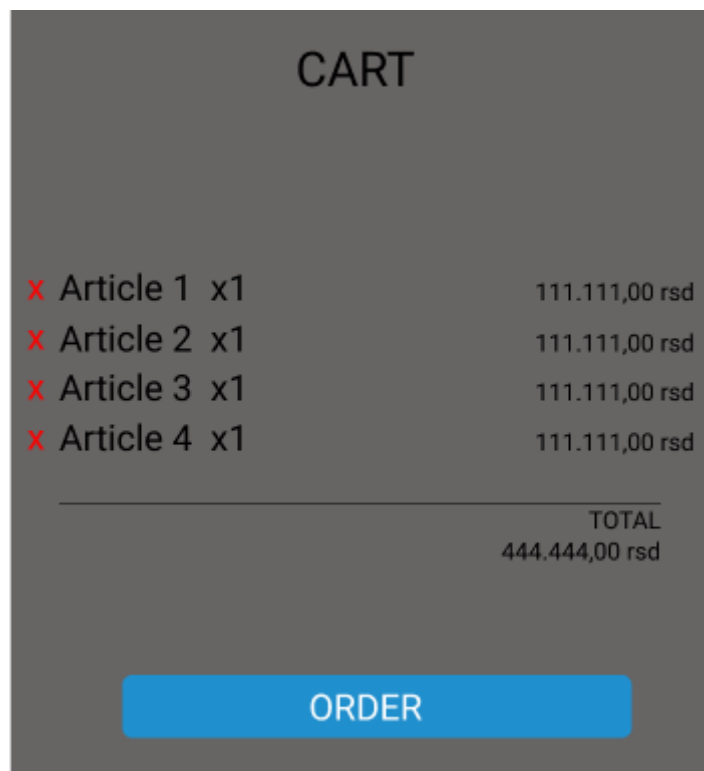 CART
x Article 1 x1 111.111,00 rsd
x Article 2 x1 111.111,00 rsd
x Article 3 x1 111.111,00 rsd
x Article 4 x1 111.111,00 rsd
TOTAL
444.444,00 rsd
ORDER